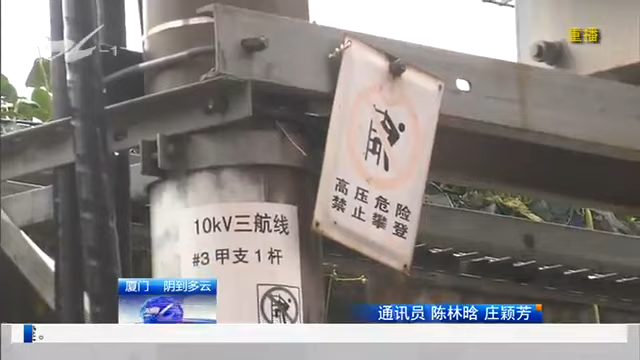 重播
高压危险
禁止攀登
10kV三航线
#3甲支1杆
厦门 阴到多云
通讯员 陈林晗 庄颖芳